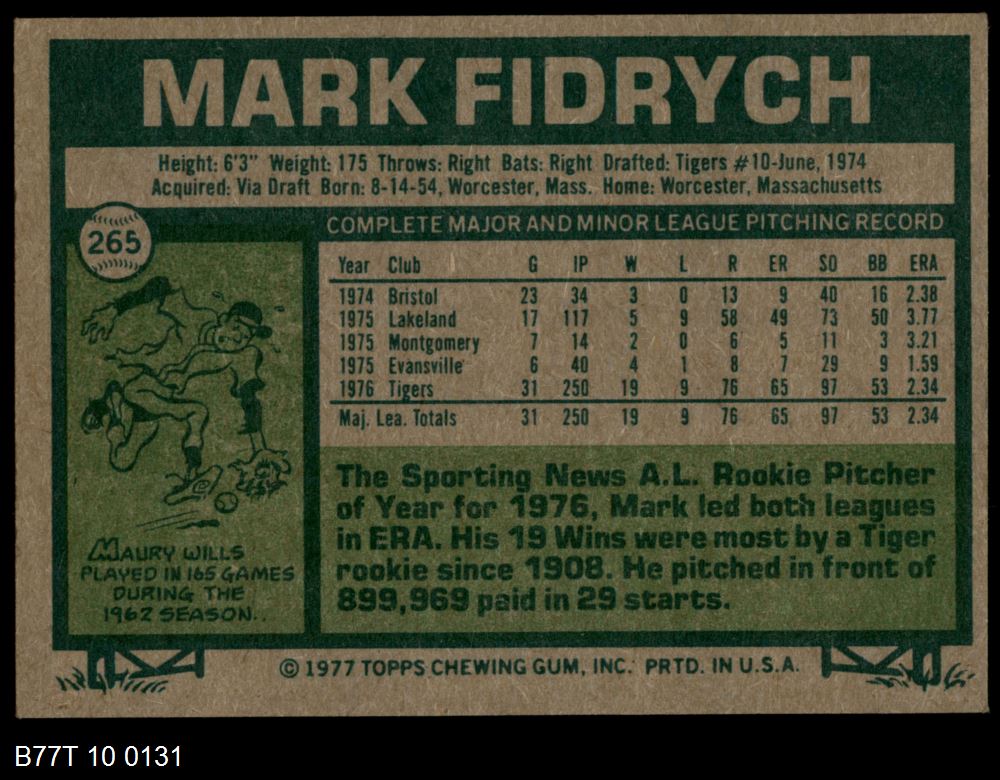 MARK FIDRYCH
Height: 6'3" Weight: 175 Throws: Right Bats: Right Drafted: Tigers #10-June, 1974
Acquired: Via Draft Born: 8-14-54, Worcester, Mass. Home: Worcester, Massachusetts
265
COMPLETE MAJOR AND MINOR LEAGUE PITCHING RECORD
Year Club G IP W L R ER SO BB ERA
1974 Bristol 23 34 3 0 13 9 40 16 2.38
1975 Lakeland 17 117 5 9 58 49 73 50 3.77
1975 Montgomery 7 14 2 0 6 5 11 3 3.21
1975 Evansville 6 40 4 1 8 7 29 9 1.59
1976 Tigers 31 250 19 9 76 65 97 53 2.34
Maj. Lea. Totals 31 250 19 9 76 65 97 53 2.34
The Sporting News A.L. Rookie Pitcher
of Year for 1976, Mark led both leagues
in ERA. His 19 Wins were most by a Tiger
rookie since 1908. He pitched in front of
899,969 paid in 29 starts.
MAURY WILLS
PLAYED IN 165 GAMES
DURING THE
1962 SEASON..
© 1977 TOPPS CHEWING GUM, INC. PRTD. IN U.S.A.
B77T 10 0131